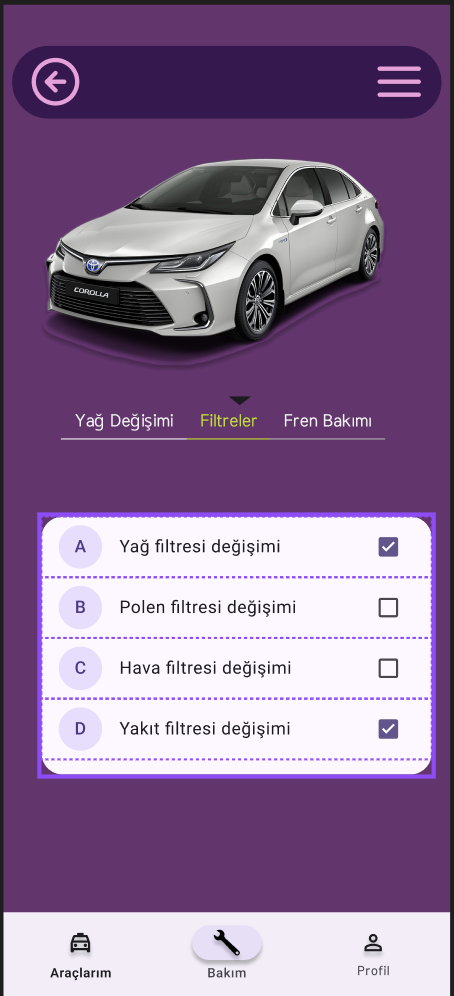 COROLLA
Yağ Değişimi Filtreler Fren Bakımı
A Yağ filtresi değişimi
B Polen filtresi değişimi
C Hava filtresi değişimi
D Yakıt filtresi değişimi
Araçlarım Bakım Profil